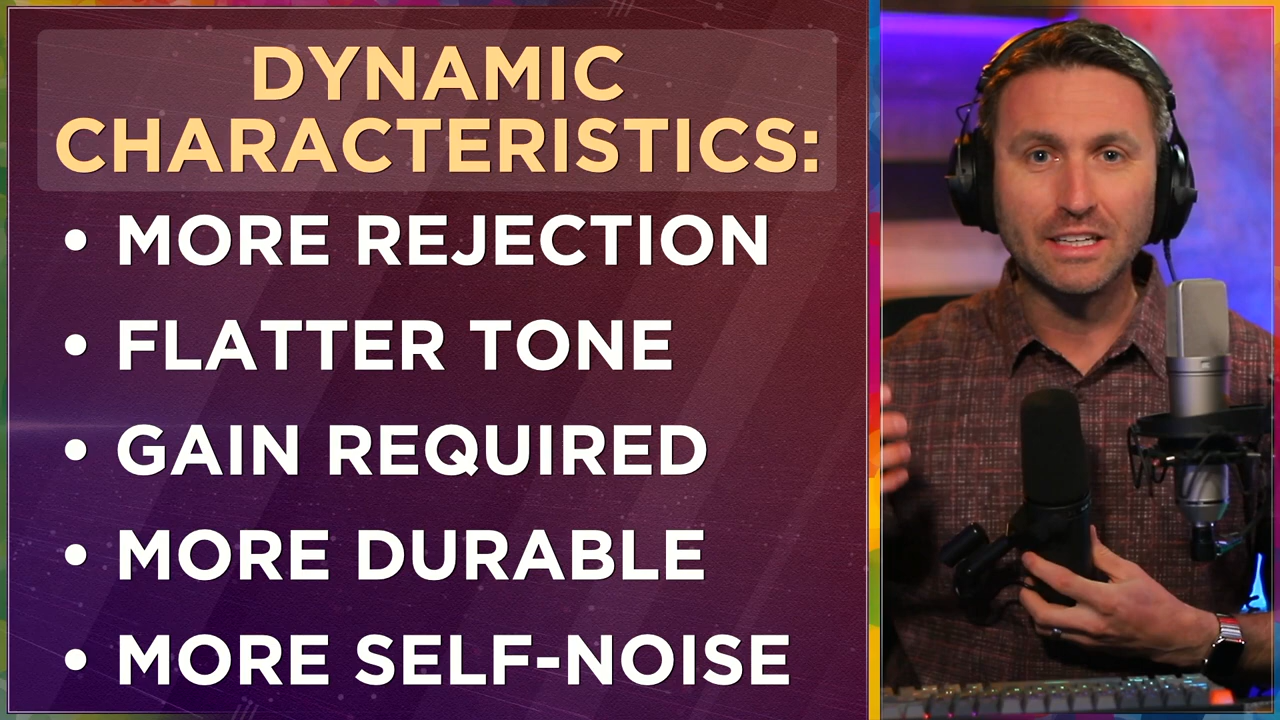 DYNAMIC
CHARACTERISTICS:
• MORE REJECTION
• FLATTER TONE
• GAIN REQUIRED
• MORE DURABLE
• MORE SELF-NOISE